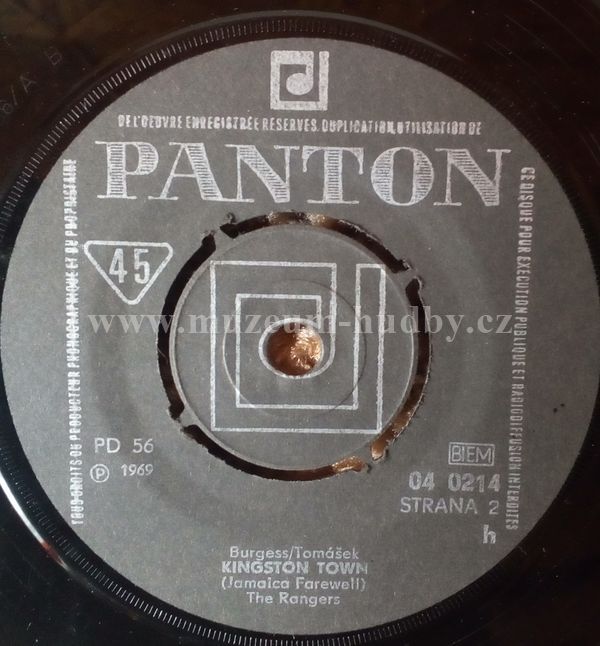 DE L'OEUVRE ENREGISTRÉE RESERVES. DUPLICATION, UTILISATION DE
PANTON
TOUS DROITS DU PRODUCTEUR PHONOGRAPHIQUE ET DU PROPRIETAIRE
CE DISQUE POUR EXECUTION PUBLIQUE ET RADIODIFFUSION INTERDITES
45
www.muzeum-hudby.cz
PD 56
℗ 1969
BIEM
04 0214
STRANA 2
h
Burgess/Tomášek
KINGSTON TOWN
(Jamaica Farewell)
The Rangers